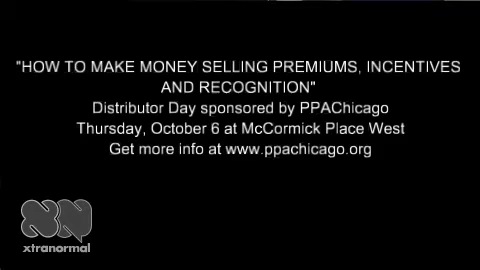 "HOW TO MAKE MONEY SELLING PREMIUMS, INCENTIVES
AND RECOGNITION"
Distributor Day sponsored by PPAChicago
Thursday, October 6 at McCormick Place West
Get more info at www.ppachicago.org
XN
xtranormal